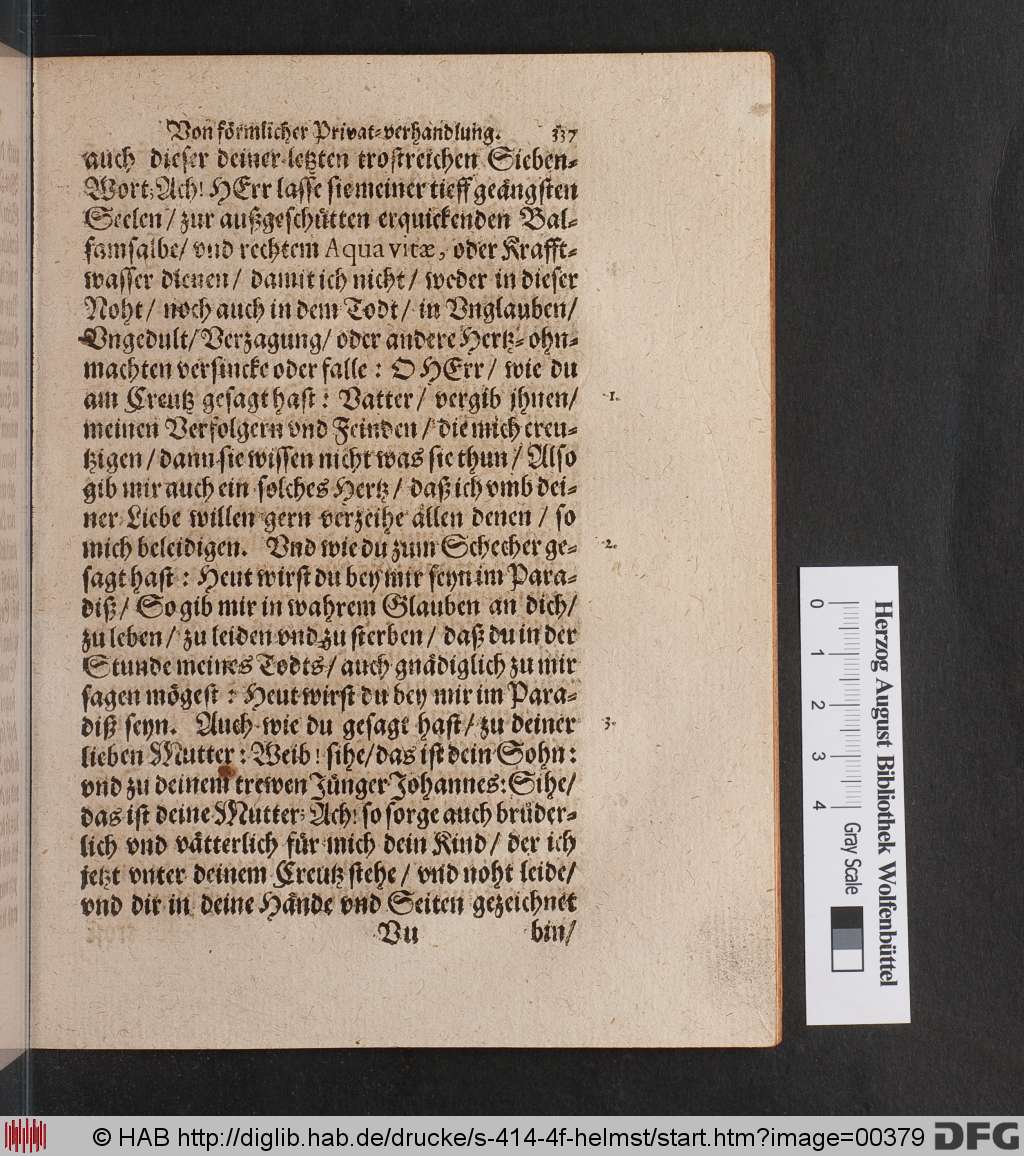 Von förmlicher Privat-verhandlung. 337
auch dieser deiner letzten trostreichen Sieben-
Wort; Ach! HErr lasse sie meiner tieff geängsten
Seelen / zur außgeschütten erquickenden Bal-
samsalbe / vnd rechtem Aqua vitæ, oder Krafft-
wasser dienen / damit ich nicht / weder in dieser
Noht / noch auch in dem Todt / in Vnglauben /
Vngedult / Verzagung / oder andere Hertz-ohn-
machten versincke oder falle : O HErr / wie du
am Creutz gesagt hast : Vatter / vergib jhnen / 1.
meinen Verfolgern vnd Feinden / die mich creu-
tzigen / dann sie wissen nicht was sie thun / Also
gib mir auch ein solches Hertz / daß ich vmb dei-
ner Liebe willen gern verzeihe allen denen / so
mich beleidigen. Vnd wie du zum Schecher ge- 2.
sagt hast : Heut wirst du bey mir seyn im Para-
diß / So gib mir in wahrem Glauben an dich /
zu leben / zu leiden vnd zu sterben / daß du in der
Stunde meines Todts / auch gnädiglich zu mir
sagen mögest : Heut wirst du bey mir im Para-
diß seyn. Auch wie du gesagt hast / zu deiner 3.
lieben Mutter : Weib ! sihe / das ist dein Sohn :
vnd zu deinem trewen Jünger Johannes : Sihe /
das ist deine Mutter; Ach! so sorge auch brüder-
lich vnd vätterlich für mich dein Kind / der ich
jetzt vnter deinem Creutz stehe / vnd noht leide /
vnd dir in deine Hände vnd Seiten gezeichnet
Vu bin /
0 1 2 3 4 Gray Scale
Herzog August Bibliothek Wolfenbüttel
© HAB http://diglib.hab.de/drucke/s-414-4f-helmst/start.htm?image=00379 DFG